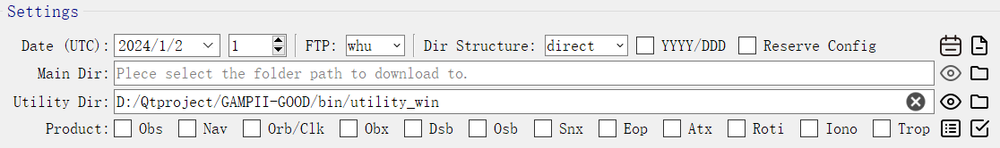 Settings
Date (UTC): 2024/1/2 1 FTP: whu Dir Structure: direct YYYY/DDD Reserve Config
Main Dir: Plece select the folder path to download to.
Utility Dir: D:/Qtproject/GAMPII-GOOD/bin/utility_win
Product: Obs Nav Orb/Clk Obx Dsb Osb Snx Eop Atx Roti Iono Trop